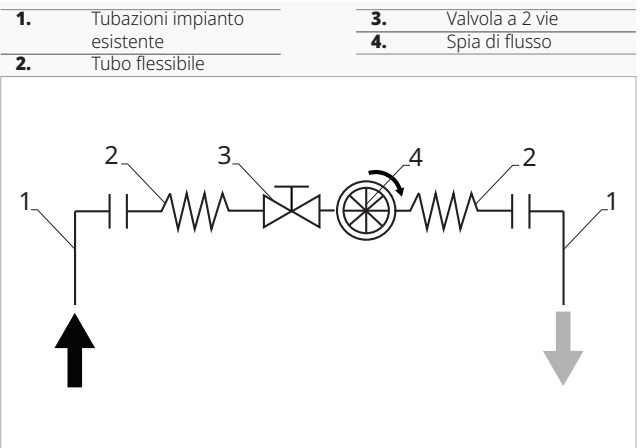 1. Tubazioni impianto
esistente
2. Tubo flessibile
3. Valvola a 2 vie
4. Spia di flusso
2 3 4 2
1 1